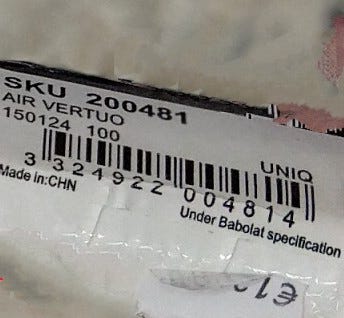 SKU 200481
AIR VERTUO
150124 100
UNIQ
3 324922 004814
Made in:CHN
Under Babolat specification